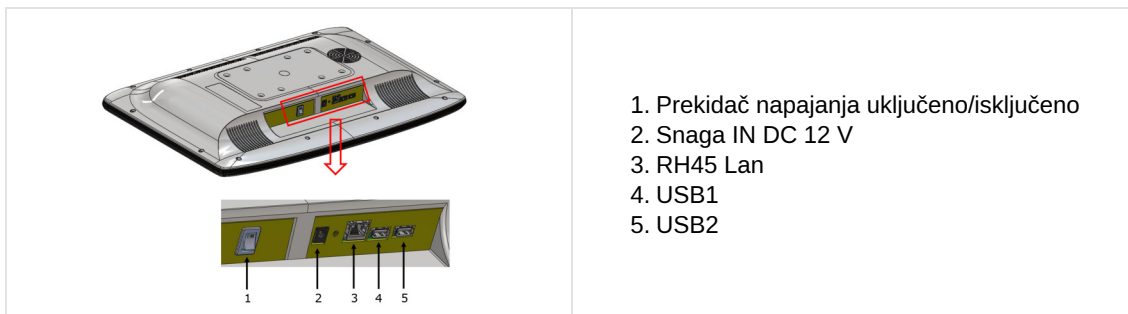 1. Prekidač napajanja uključeno/isključeno
2. Snaga IN DC 12 V
3. RH45 Lan
4. USB1
5. USB2
1 2 3 4 5